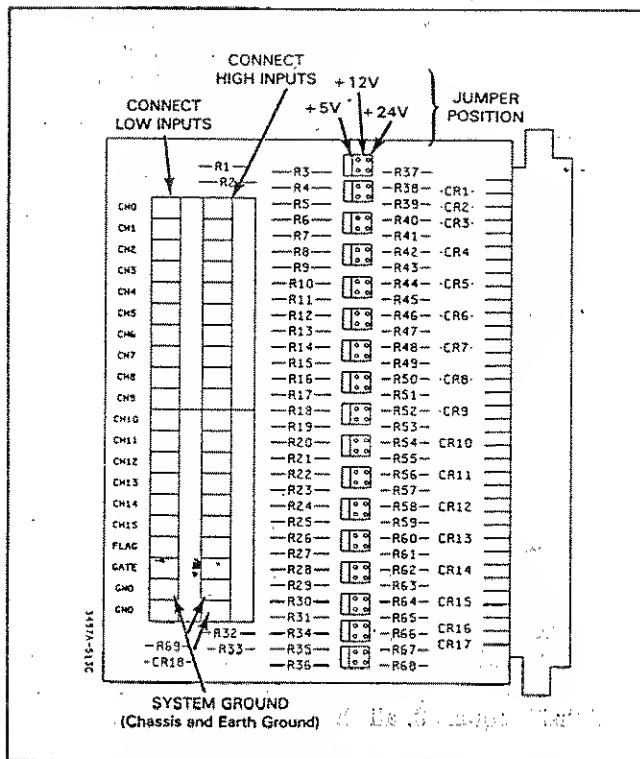 CONNECT
HIGH INPUTS
CONNECT
LOW INPUTS
+12V
+5V
+24V
JUMPER
POSITION
R1
R2
R3 R37
R4 R38 CR1
R5 R39 CR2
R6 R40 CR3
R7 R41
R8 R42 CR4
R9 R43
R10 R44 CR5
R11 R45
R12 R46 CR6
R13 R47
R14 R48 CR7
R15 R49
R16 R50 CR8
R17 R51
R18 R52 CR9
R19 R53
R20 R54 CR10
R21 R55
R22 R56 CR11
R23 R57
R24 R58 CR12
R25 R59
R26 R60 CR13
R27 R61
R28 R62 CR14
R29 R63
R30 R64 CR15
R31 R65
R34 R66 CR16
R35 R67 CR17
R36 R68
CH0
CH1
CH2
CH3
CH4
CH5
CH6
CH7
CH8
CH9
CH10
CH11
CH12
CH13
CH14
CH15
FLAG
GATE
GND
GND
R32
R69 R33
CR18
SYSTEM GROUND
(Chassis and Earth Ground)